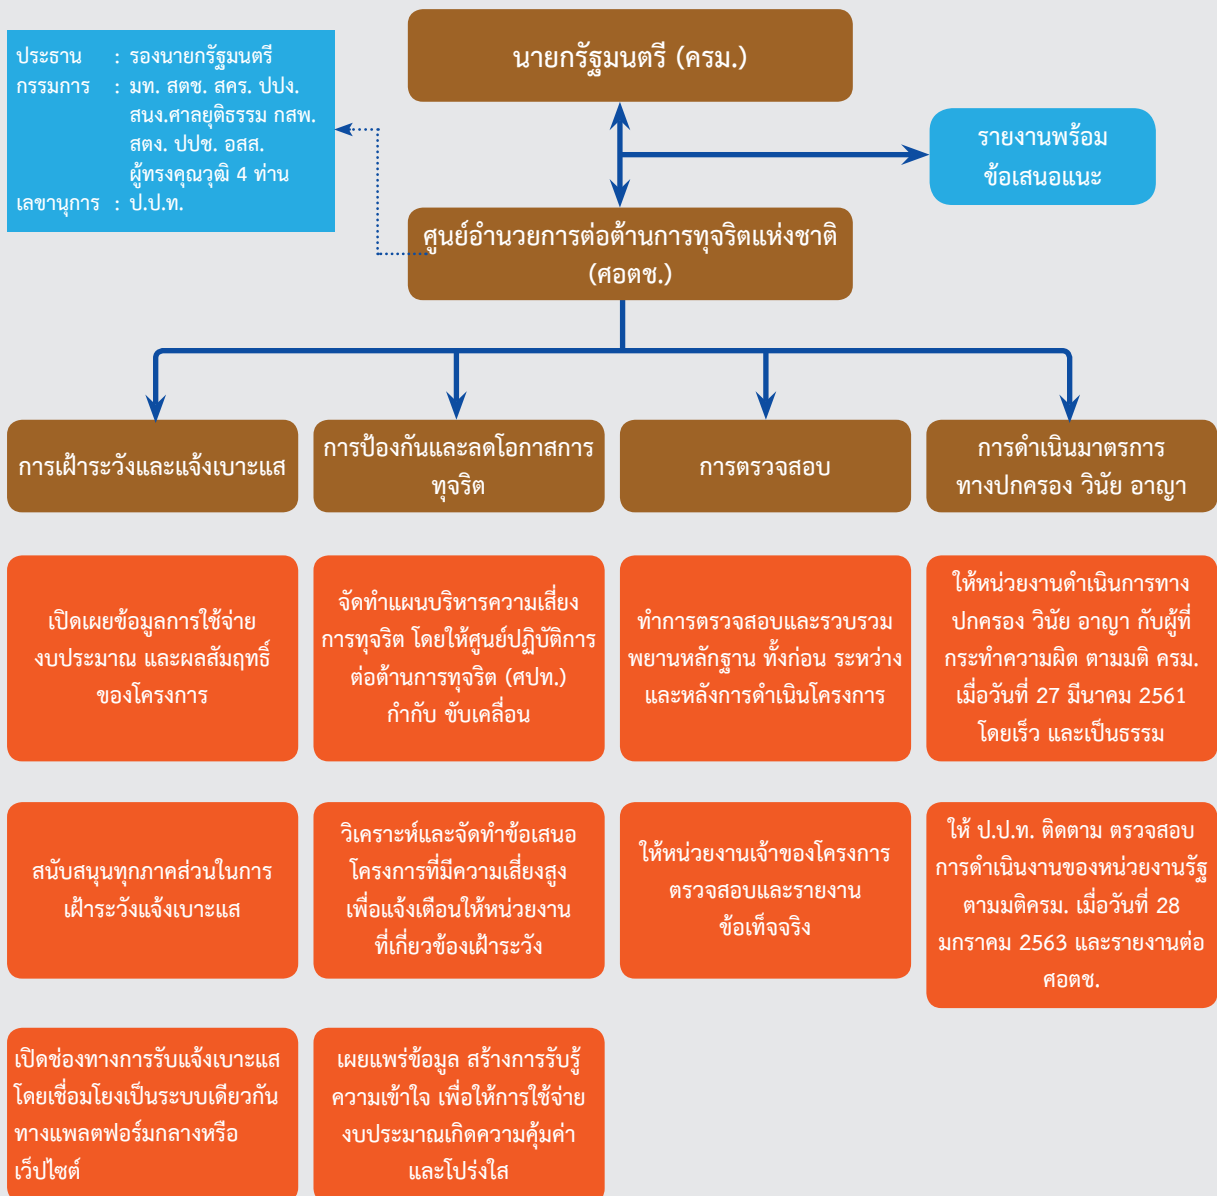 นายกรัฐมนตรี (ครม.)
ประธาน : รองนายกรัฐมนตรี
กรรมการ : มท. สตช. สคร. ปปง.
สนง.ศาลยุติธรรม กสพ.
สตง. ปปช. อสส.
ผู้ทรงคุณวุฒิ 4 ท่าน
เลขานุการ : ป.ป.ท.
รายงานพร้อม
ข้อเสนอแนะ
ศูนย์อำนวยการต่อต้านการทุจริตแห่งชาติ
(ศอตช.)
การเฝ้าระวังและแจ้งเบาะแส
การป้องกันและลดโอกาสการ
ทุจริต
การตรวจสอบ
การดำเนินมาตรการ
ทางปกครอง วินัย อาญา
เปิดเผยข้อมูลการใช้จ่าย
งบประมาณ และผลสัมฤทธิ์
ของโครงการ
จัดทำแผนบริหารความเสี่ยง
การทุจริต โดยให้ศูนย์ปฏิบัติการ
ต่อต้านการทุจริต (ศปท.)
กำกับ ขับเคลื่อน
ทำการตรวจสอบและรวบรวม
พยานหลักฐาน ทั้งก่อน ระหว่าง
และหลังการดำเนินโครงการ
ให้หน่วยงานดำเนินการทาง
ปกครอง วินัย อาญา กับผู้ที่
กระทำความผิด ตามมติ ครม.
เมื่อวันที่ 27 มีนาคม 2561
โดยเร็ว และเป็นธรรม
สนับสนุนทุกภาคส่วนในการ
เฝ้าระวังแจ้งเบาะแส
วิเคราะห์และจัดทำข้อเสนอ
โครงการที่มีความเสี่ยงสูง
เพื่อแจ้งเตือนให้หน่วยงาน
ที่เกี่ยวข้องเฝ้าระวัง
ให้หน่วยงานเจ้าของโครงการ
ตรวจสอบและรายงาน
ข้อเท็จจริง
ให้ ป.ป.ท. ติดตาม ตรวจสอบ
การดำเนินงานของหน่วยงานรัฐ
ตามมติครม. เมื่อวันที่ 28
มกราคม 2563 และรายงานต่อ
ศอตช.
เปิดช่องทางการรับแจ้งเบาะแส
โดยเชื่อมโยงเป็นระบบเดียวกัน
ทางแพลตฟอร์มกลางหรือ
เว็ปไซต์
เผยแพร่ข้อมูล สร้างการรับรู้
ความเข้าใจ เพื่อให้การใช้จ่าย
งบประมาณเกิดความคุ้มค่า
และโปร่งใส